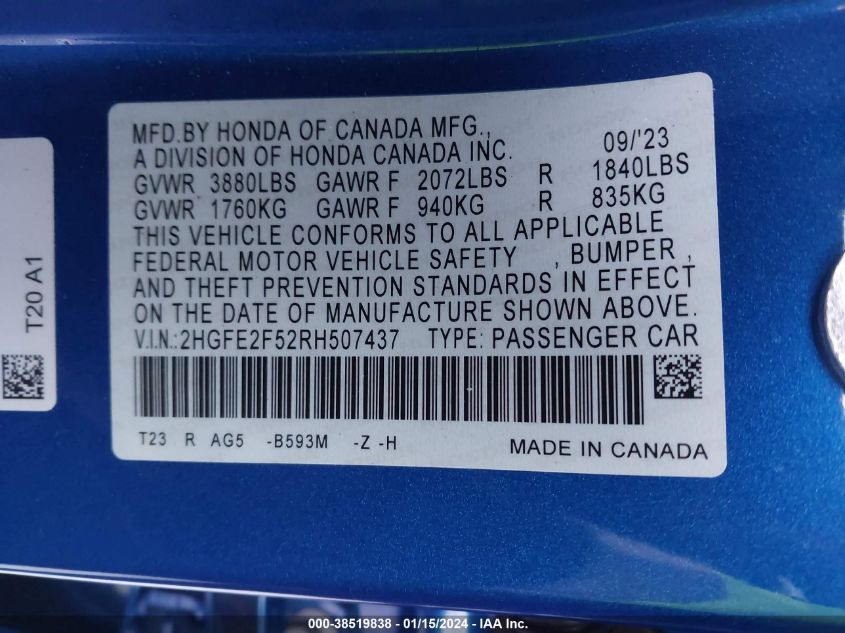 MFD.BY HONDA OF CANADA MFG.,
A DIVISION OF HONDA CANADA INC. 09/'23
GVWR 3880LBS GAWR F 2072LBS R 1840LBS
GVWR 1760KG GAWR F 940KG R 835KG
THIS VEHICLE CONFORMS TO ALL APPLICABLE
FEDERAL MOTOR VEHICLE SAFETY , BUMPER ,
AND THEFT PREVENTION STANDARDS IN EFFECT
ON THE DATE OF MANUFACTURE SHOWN ABOVE.
V.I.N.:2HGFE2F52RH507437 TYPE: PASSENGER CAR
T23 R AG5 -B593M -Z -H
MADE IN CANADA
T20 A1
000-38519838 - 01/15/2024 - IAA Inc.